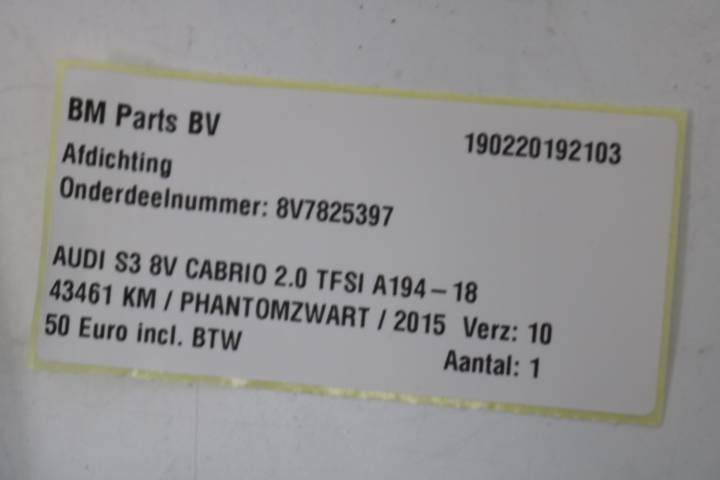 BM Parts BV 190220192103
Afdichting
Onderdeelnummer: 8V7825397
AUDI S3 8V CABRIO 2.0 TFSI A194-18
43461 KM / PHANTOMZWART / 2015 Verz: 10
50 Euro incl. BTW Aantal: 1